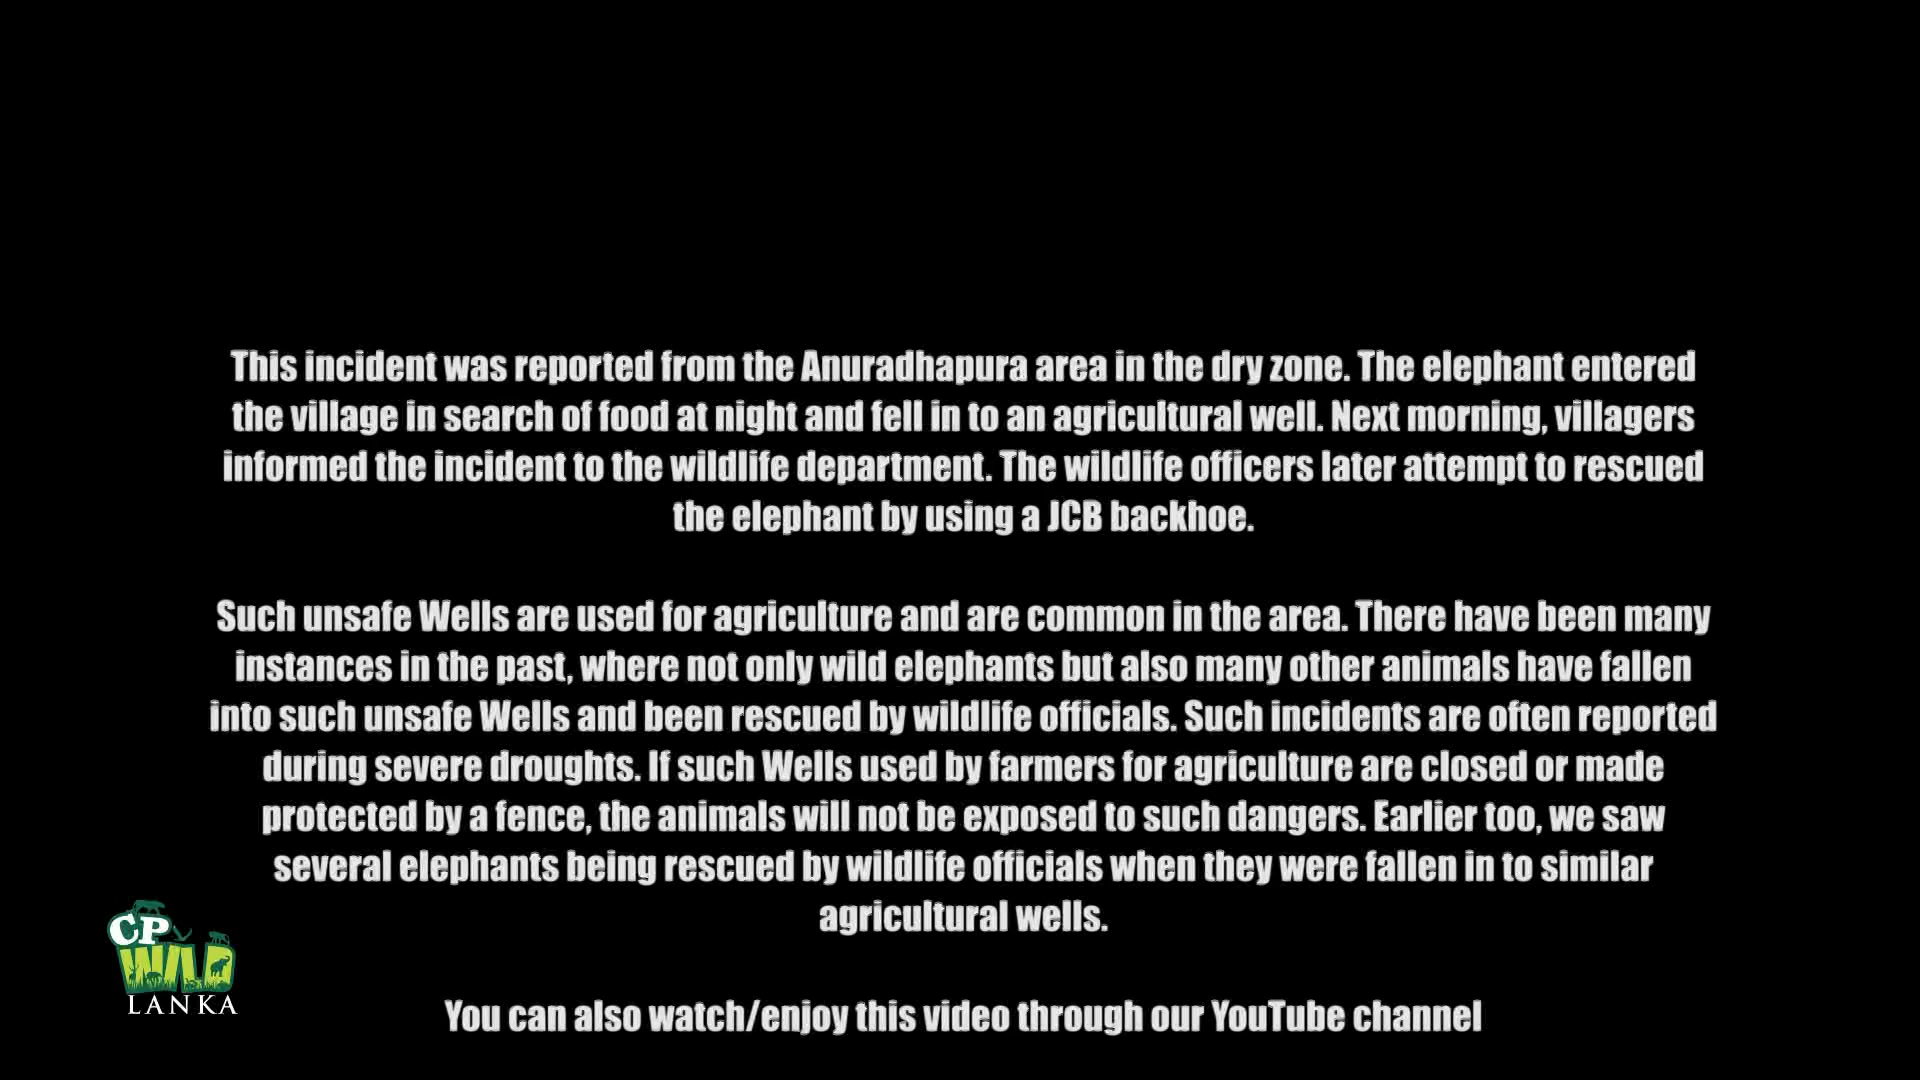 This incident was reported from the Anuradhapura area in the dry zone. The elephant entered
the village in search of food at night and fell in to an agricultural well. Next morning, villagers
informed the incident to the wildlife department. The wildlife officers later attempt to rescued
the elephant by using a JCB backhoe.
Such unsafe Wells are used for agriculture and are common in the area. There have been many
instances in the past, where not only wild elephants but also many other animals have fallen
into such unsafe Wells and been rescued by wildlife officials. Such incidents are often reported
during severe droughts. If such Wells used by farmers for agriculture are closed or made
protected by a fence, the animals will not be exposed to such dangers. Earlier too, we saw
several elephants being rescued by wildlife officials when they were fallen in to similar
agricultural wells.
You can also watch/enjoy this video through our YouTube channel
CP
WILD
LANKA